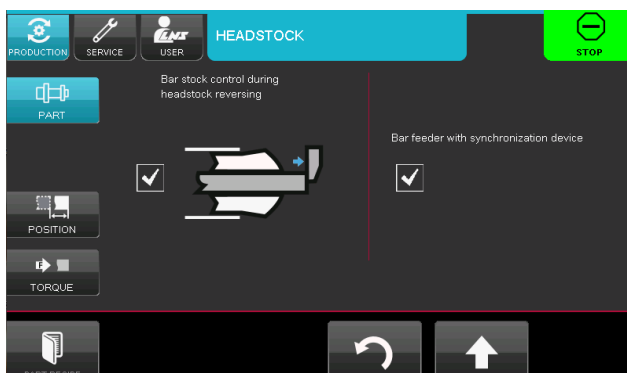 PRODUCTION
SERVICE
LNS
USER
HEADSTOCK
STOP
PART
Bar stock control during
headstock reversing
Bar feeder with synchronization device
POSITION
E
TORQUE